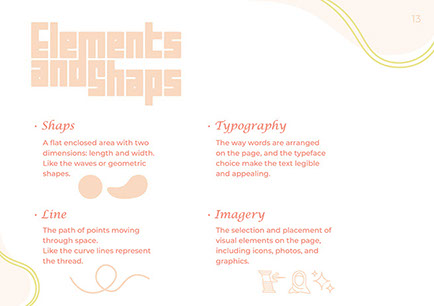 13
Elements
and Shaps
· Shaps
A flat enclosed area with two
dimensions: length and width.
Like the waves or geometric
shapes.
· Typography
The way words are arranged
on the page, and the typeface
choice make the text legible
and appealing.
· Line
The path of points moving
through space.
Like the curve lines represent
the thread.
· Imagery
The selection and placement of
visual elements on the page,
including icons, photos, and
graphics.